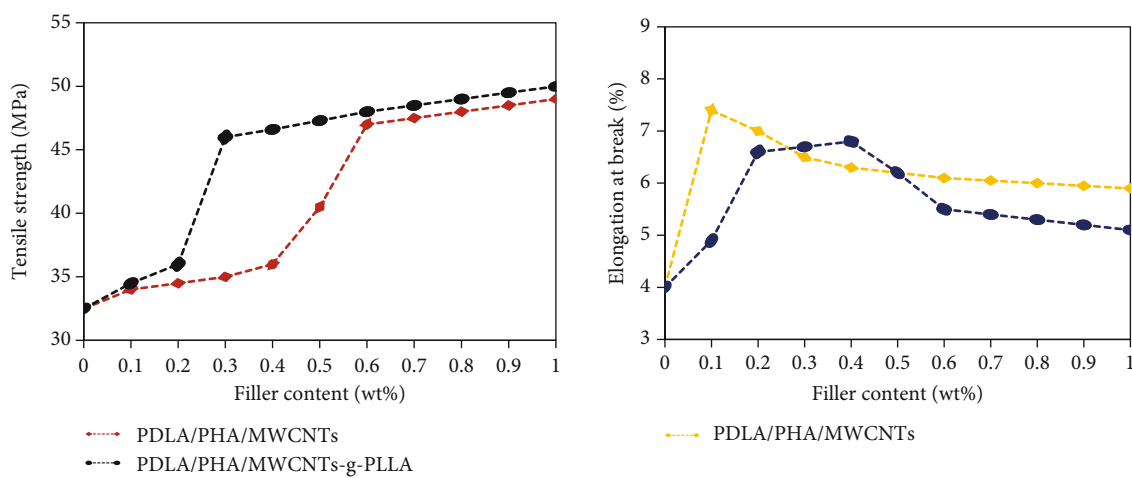 55
50
45
40
35
30
Tensile strength (MPa)
0 0.1 0.2 0.3 0.4 0.5 0.6 0.7 0.8 0.9 1
Filler content (wt%)
PDLA/PHA/MWCNTs
PDLA/PHA/MWCNTs-g-PLLA
9
8
7
6
5
4
3
Elongation at break (%)
0 0.1 0.2 0.3 0.4 0.5 0.6 0.7 0.8 0.9 1
Filler content (wt%)
PDLA/PHA/MWCNTs